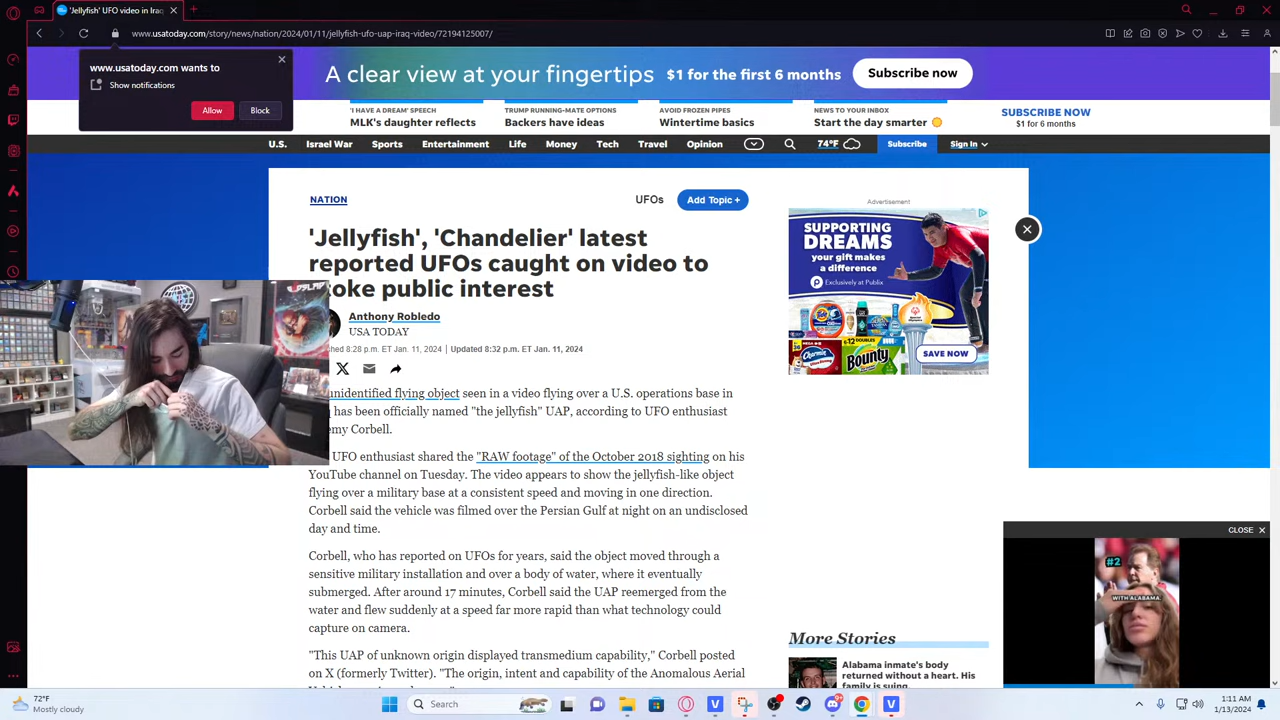 'Jellyfish' UFO video in Iraq
www.usatoday.com/story/news/nation/2024/01/11/jellyfish-ufo-uap-iraq-video/72194125007/
www.usatoday.com wants to
Show notifications
Allow
Block
A clear view at your fingertips
$1 for the first 6 months
Subscribe now
'I HAVE A DREAM' SPEECH
MLK's daughter reflects
TRUMP RUNNING-MATE OPTIONS
Backers have ideas
AVOID FROZEN PIPES
Wintertime basics
NEWS TO YOUR INBOX
Start the day smarter
SUBSCRIBE NOW
$1 for 6 months
U.S.
Israel War
Sports
Entertainment
Life
Money
Tech
Travel
Opinion
74°F
Subscribe
Sign In
NATION
UFOs
Add Topic +
'Jellyfish', 'Chandelier' latest
reported UFOs caught on video to
oke public interest
Anthony Robledo
USA TODAY
hed 8:28 p.m. ET Jan. 11, 2024
Updated 8:32 p.m. ET Jan. 11, 2024
unidentified flying object seen in a video flying over a U.S. operations base in
has been officially named "the jellyfish" UAP, according to UFO enthusiast
emy Corbell.
UFO enthusiast shared the "RAW footage" of the October 2018 sighting on his
YouTube channel on Tuesday. The video appears to show the jellyfish-like object
flying over a military base at a consistent speed and moving in one direction.
Corbell said the vehicle was filmed over the Persian Gulf at night on an undisclosed
day and time.
Corbell, who has reported on UFOs for years, said the object moved through a
sensitive military installation and over a body of water, where it eventually
submerged. After around 17 minutes, Corbell said the UAP reemerged from the
water and flew suddenly at a speed far more rapid than what technology could
capture on camera.
"This UAP of unknown origin displayed transmedium capability," Corbell posted
on X (formerly Twitter). "The origin, intent and capability of the Anomalous Aerial
Advertisement
SUPPORTING
DREAMS
your gift makes
a difference
Exclusively at Publix
Tide
Charmin
Bounty
SAVE NOW
More Stories
Alabama inmate's body
returned without a heart. His
family is suing.
CLOSE
#2
WITH ALABAMA.
72°F
Mostly cloudy
Search
1:11 AM
1/13/2024